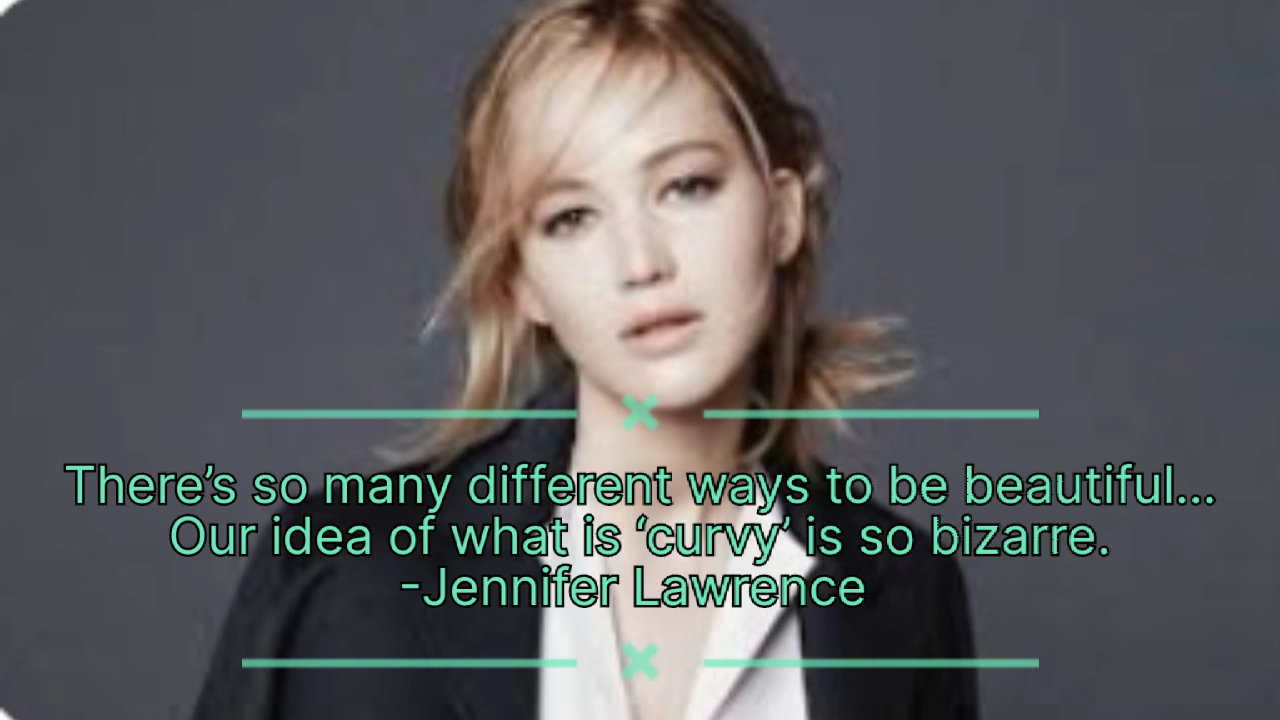 There’s so many different ways to be beautiful...
Our idea of what is ‘curvy’ is so bizarre.
-Jennifer Lawrence